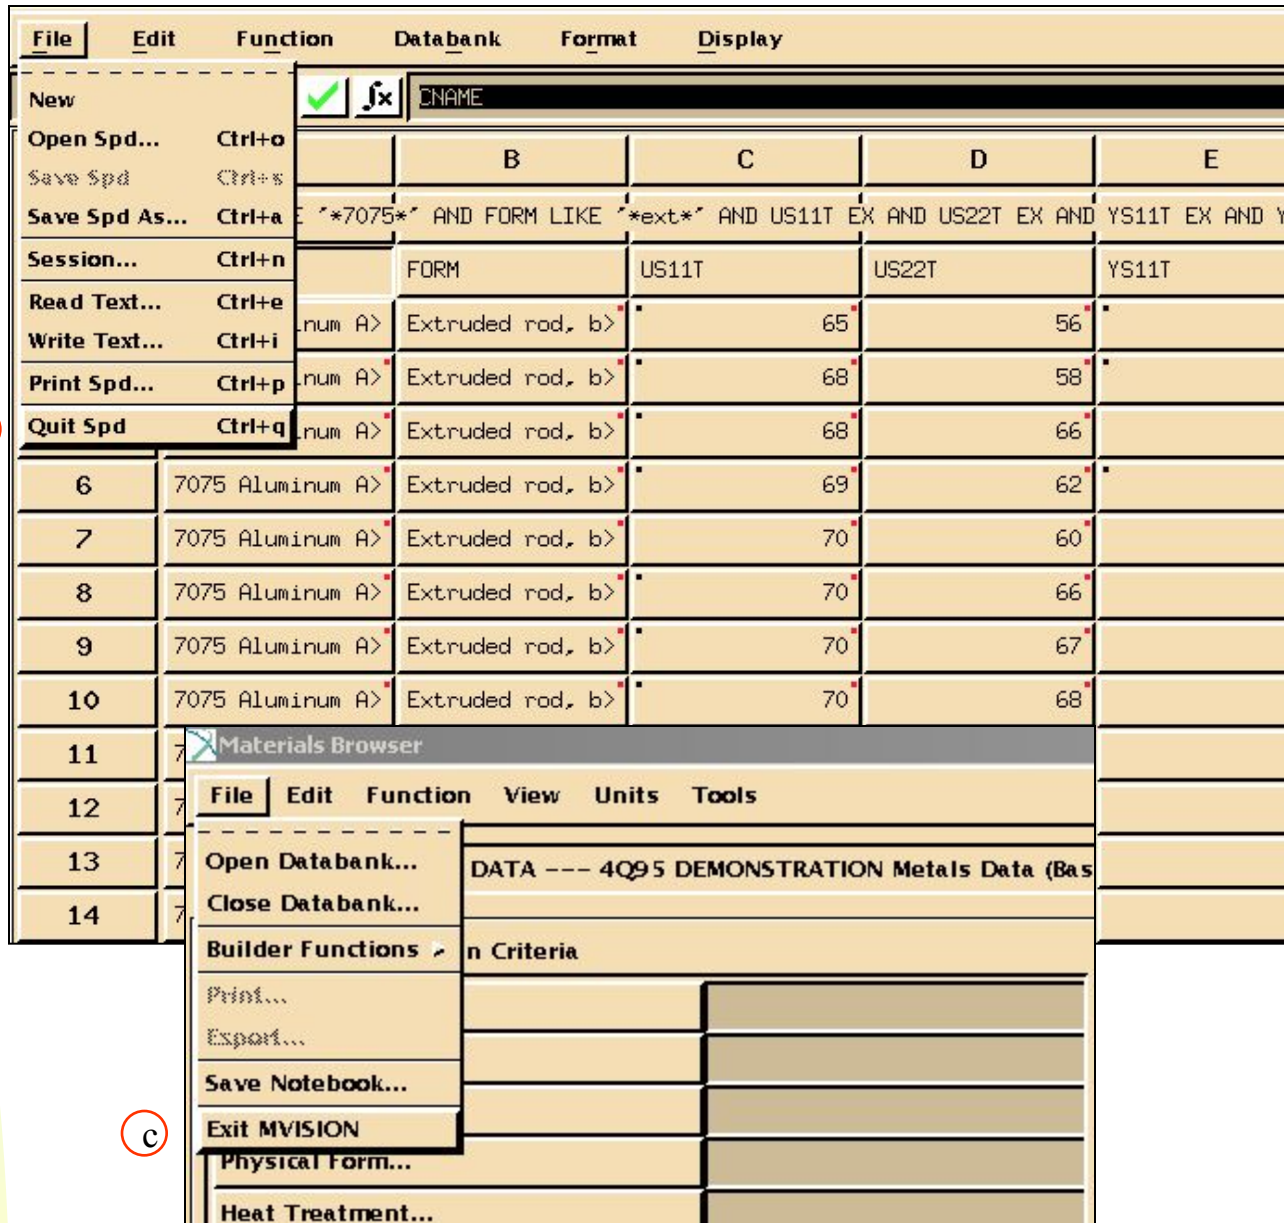 File Edit Function Databank Format Display
New
CNAME
Open Spd... Ctrl+o
B C D E
Save Spd Ctrl+s
Save Spd As... Ctrl+a
E '*7075*' AND FORM LIKE '*ext*' AND US11T EX AND US22T EX AND YS11T EX AND Y
Session... Ctrl+n
FORM US11T US22T YS11T
Read Text... Ctrl+e
inum A> Extruded rod, b> 65 56
Write Text... Ctrl+i
Print Spd... Ctrl+p
inum A> Extruded rod, b> 68 58
Quit Spd Ctrl+q
inum A> Extruded rod, b> 68 66
6 7075 Aluminum A> Extruded rod, b> 69 62
7 7075 Aluminum A> Extruded rod, b> 70 60
8 7075 Aluminum A> Extruded rod, b> 70 66
9 7075 Aluminum A> Extruded rod, b> 70 67
10 7075 Aluminum A> Extruded rod, b> 70 68
11 7
12 7
13 7
14 7
Materials Browser
File Edit Function View Units Tools
Open Databank...
DATA --- 4Q95 DEMONSTRATION Metals Data (Bas
Close Databank...
Builder Functions
n Criteria
Print...
Export...
Save Notebook...
c Exit MVISION
Physical Form...
Heat Treatment...